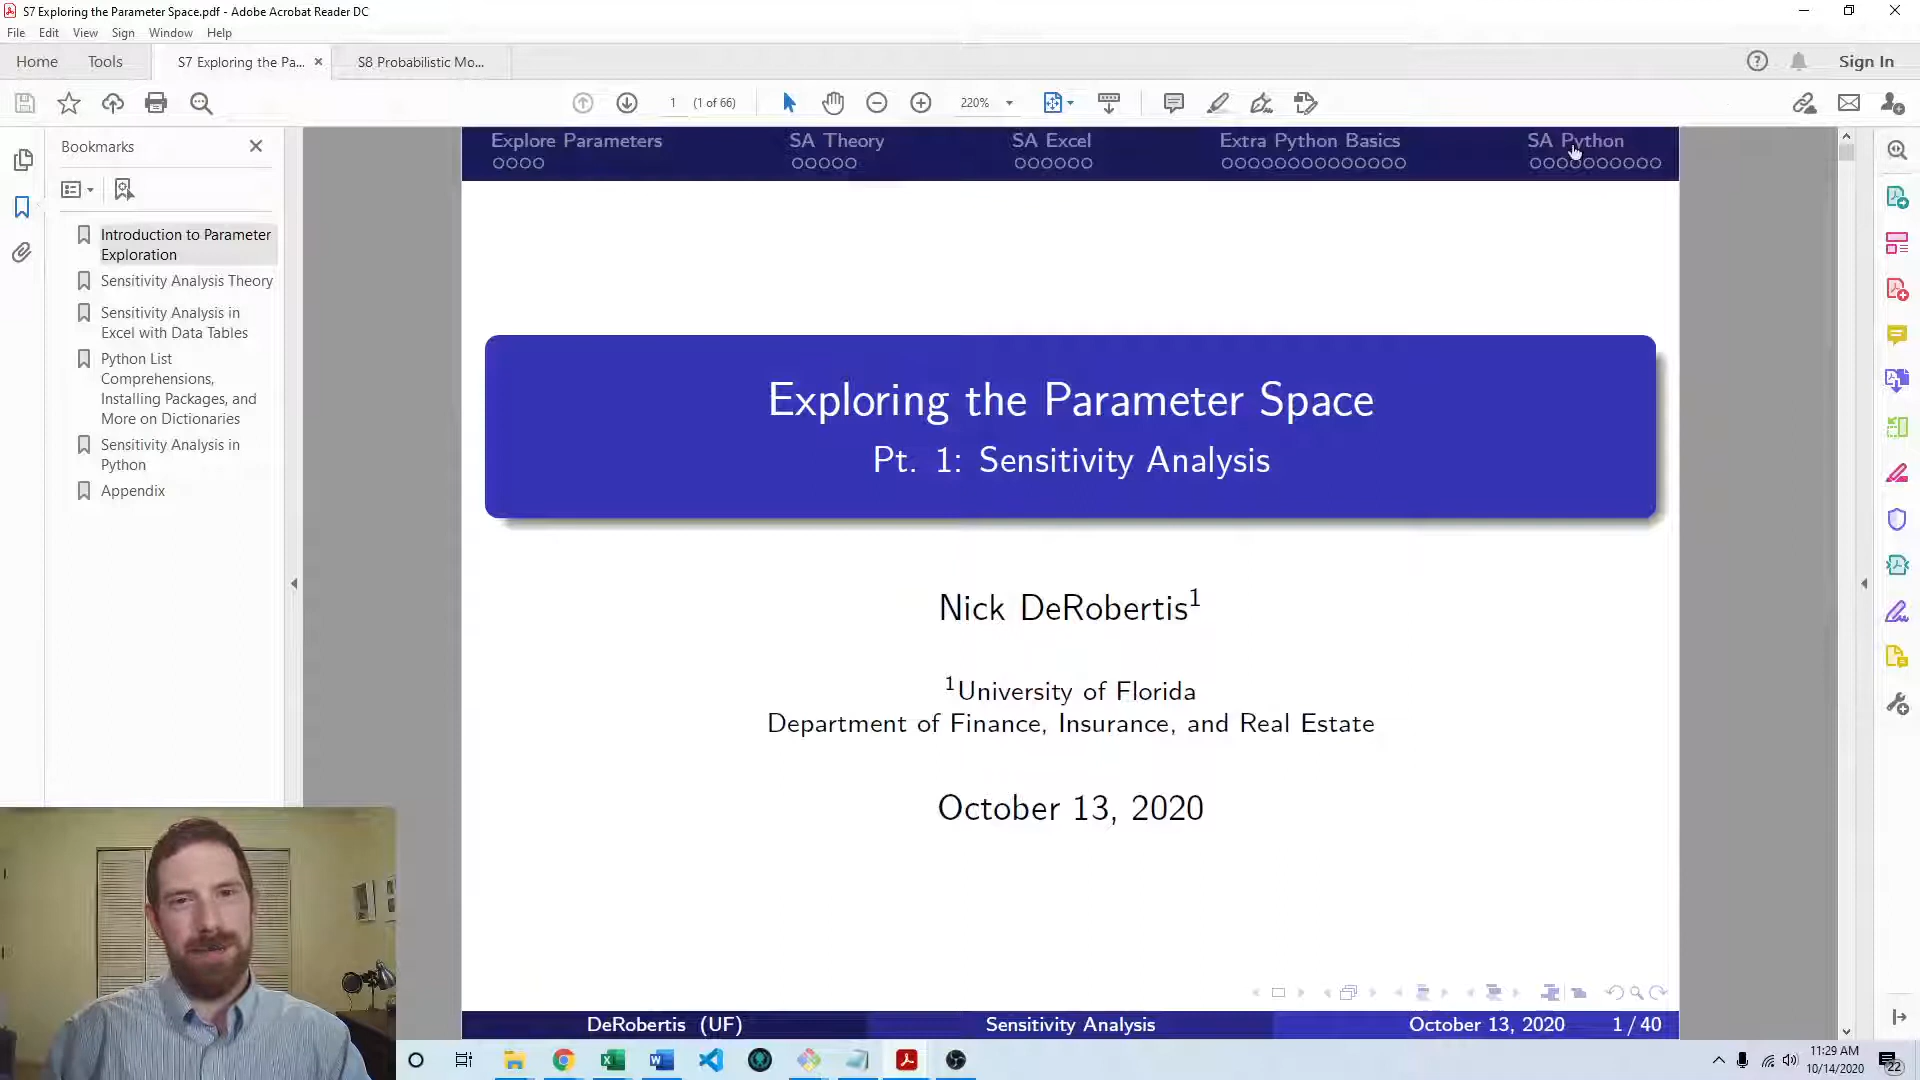 S7 Exploring the Parameter Space.pdf - Adobe Acrobat Reader DC
File Edit View Sign Window Help
Home Tools S7 Exploring the Pa... S8 Probabilistic Mo... Sign In
1 (1 of 66) 220%
Bookmarks
Introduction to Parameter
Exploration
Sensitivity Analysis Theory
Sensitivity Analysis in
Excel with Data Tables
Python List
Comprehensions,
Installing Packages, and
More on Dictionaries
Sensitivity Analysis in
Python
Appendix
Explore Parameters SA Theory SA Excel Extra Python Basics SA Python
Exploring the Parameter Space
Pt. 1: Sensitivity Analysis
Nick DeRobertis1
1University of Florida
Department of Finance, Insurance, and Real Estate
October 13, 2020
DeRobertis (UF) Sensitivity Analysis October 13, 2020 1 / 40
11:29 AM
10/14/2020
22